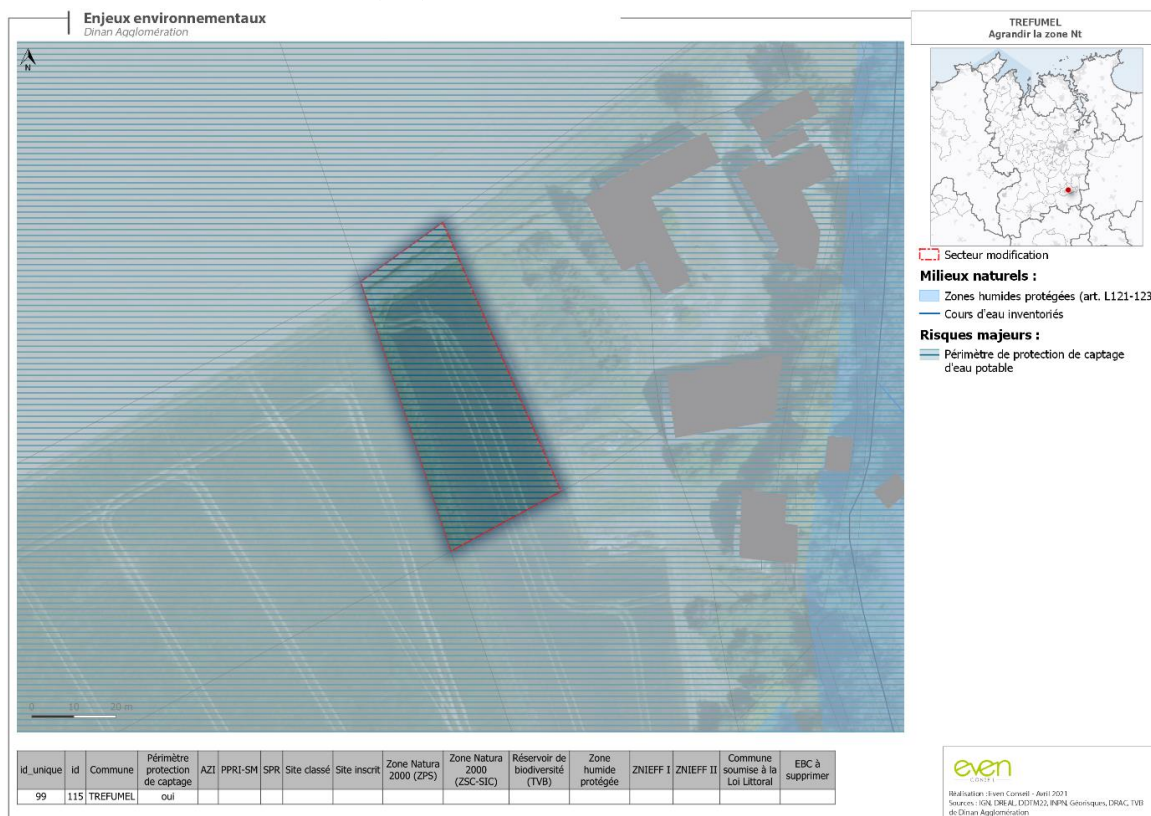 Enjeux environnementaux
Dinan Agglomération
TREFUMEL
Agrandir la zone Nt
N
Secteur modification
Milieux naturels :
Zones humides protégées (art. L121-123
Cours d'eau inventoriés
Risques majeurs :
Périmètre de protection de captage
d'eau potable
0 10 20 m
id_unique id Commune Périmètre protection de captage AZI PPRI-SM SPR Site classé Site inscrit Zone Natura 2000 (ZPS) Zone Natura 2000 (ZSC-SIC) Réservoir de biodiversité (TVB) Zone humide protégée ZNIEFF I ZNIEFF II Commune soumise à la Loi Littoral EBC à supprimer
99 115 TREFUMEL oui
even
CONSEIL
Réalisation : Even Conseil - Avril 2021
Sources : IGN, DREAL, DDTM22, INPN, Géorisques, DRAC, TVB
de Dinan Agglomération